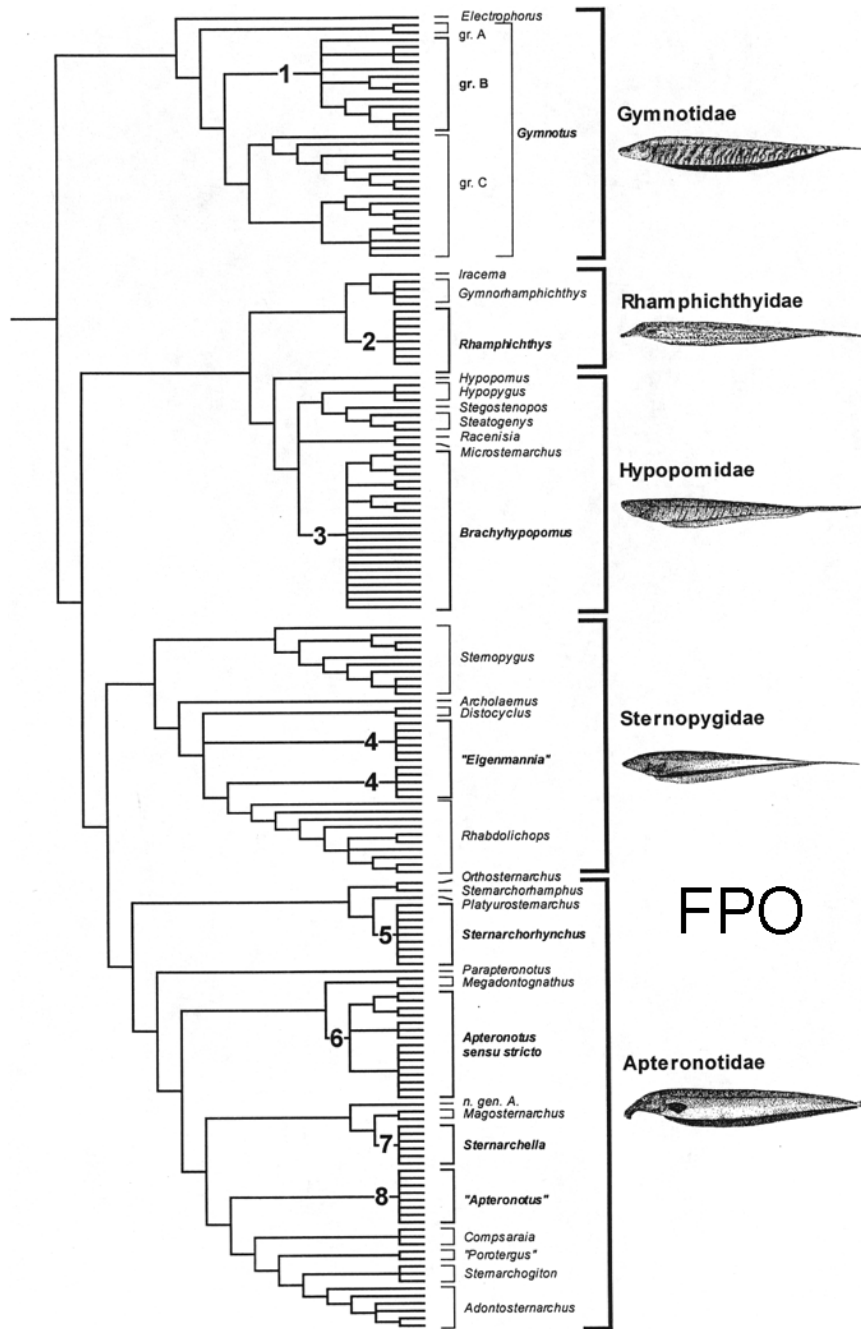 Electrophorus
gr. A
1
gr. B
Gymnotus
gr. C
Gymnotidae
Iracema
Gymnorhamphichthys
2
Rhamphichthys
Rhamphichthyidae
Hypopomus
Hypopygus
Stegostenopos
Steatogenys
Racenisia
Microsternarchus
3
Brachyhypopomus
Hypopomidae
Sternopygus
Archolaemus
Distocyclus
4
"Eigenmannia"
4
Rhabdolichops
Sternopygidae
Orthosternarchus
Sternarchorhamphus
Platyurosternarchus
5
Sternarchorhynchus
FPO
Parapteronotus
Megadontognathus
6
Apteronotus
sensu stricto
Apteronotidae
n. gen. A.
Magosternarchus
7
Sternarchella
8
"Apteronotus"
Compsaraia
"Porotergus"
Sternarchogiton
Adontosternarchus